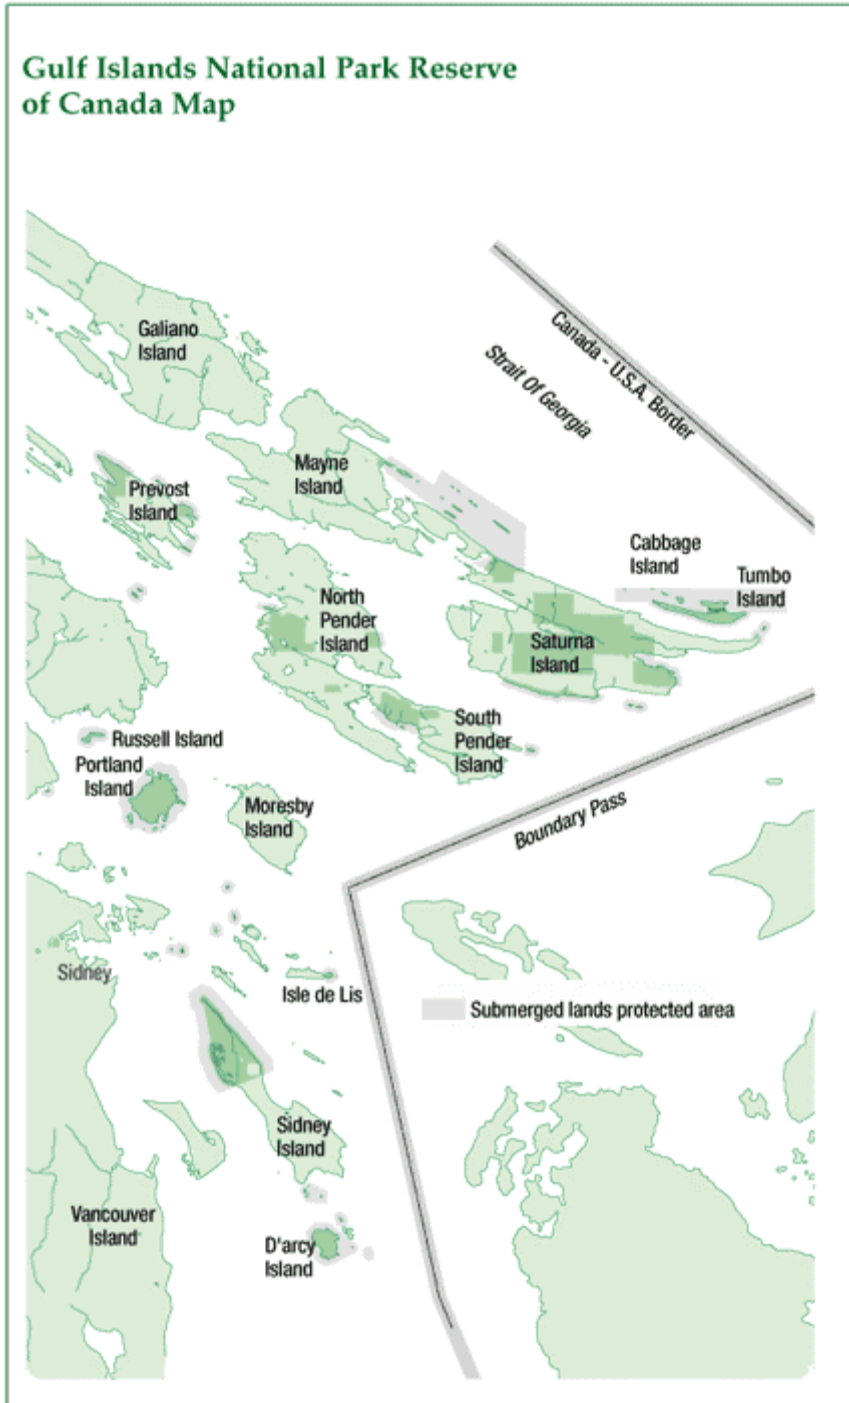 Gulf Islands National Park Reserve
of Canada Map
Galiano
Island
Canada - U.S.A. Border
Strait Of Georgia
Mayne
Island
Prevost
Island
Cabbage
Island
Tumbo
Island
North
Pender
Island
Saturna
Island
South
Pender
Island
Russell Island
Portland
Island
Moresby
Island
Boundary Pass
Sidney
Isle de Lis
Submerged lands protected area
Sidney
Island
Vancouver
Island
D'arcy
Island